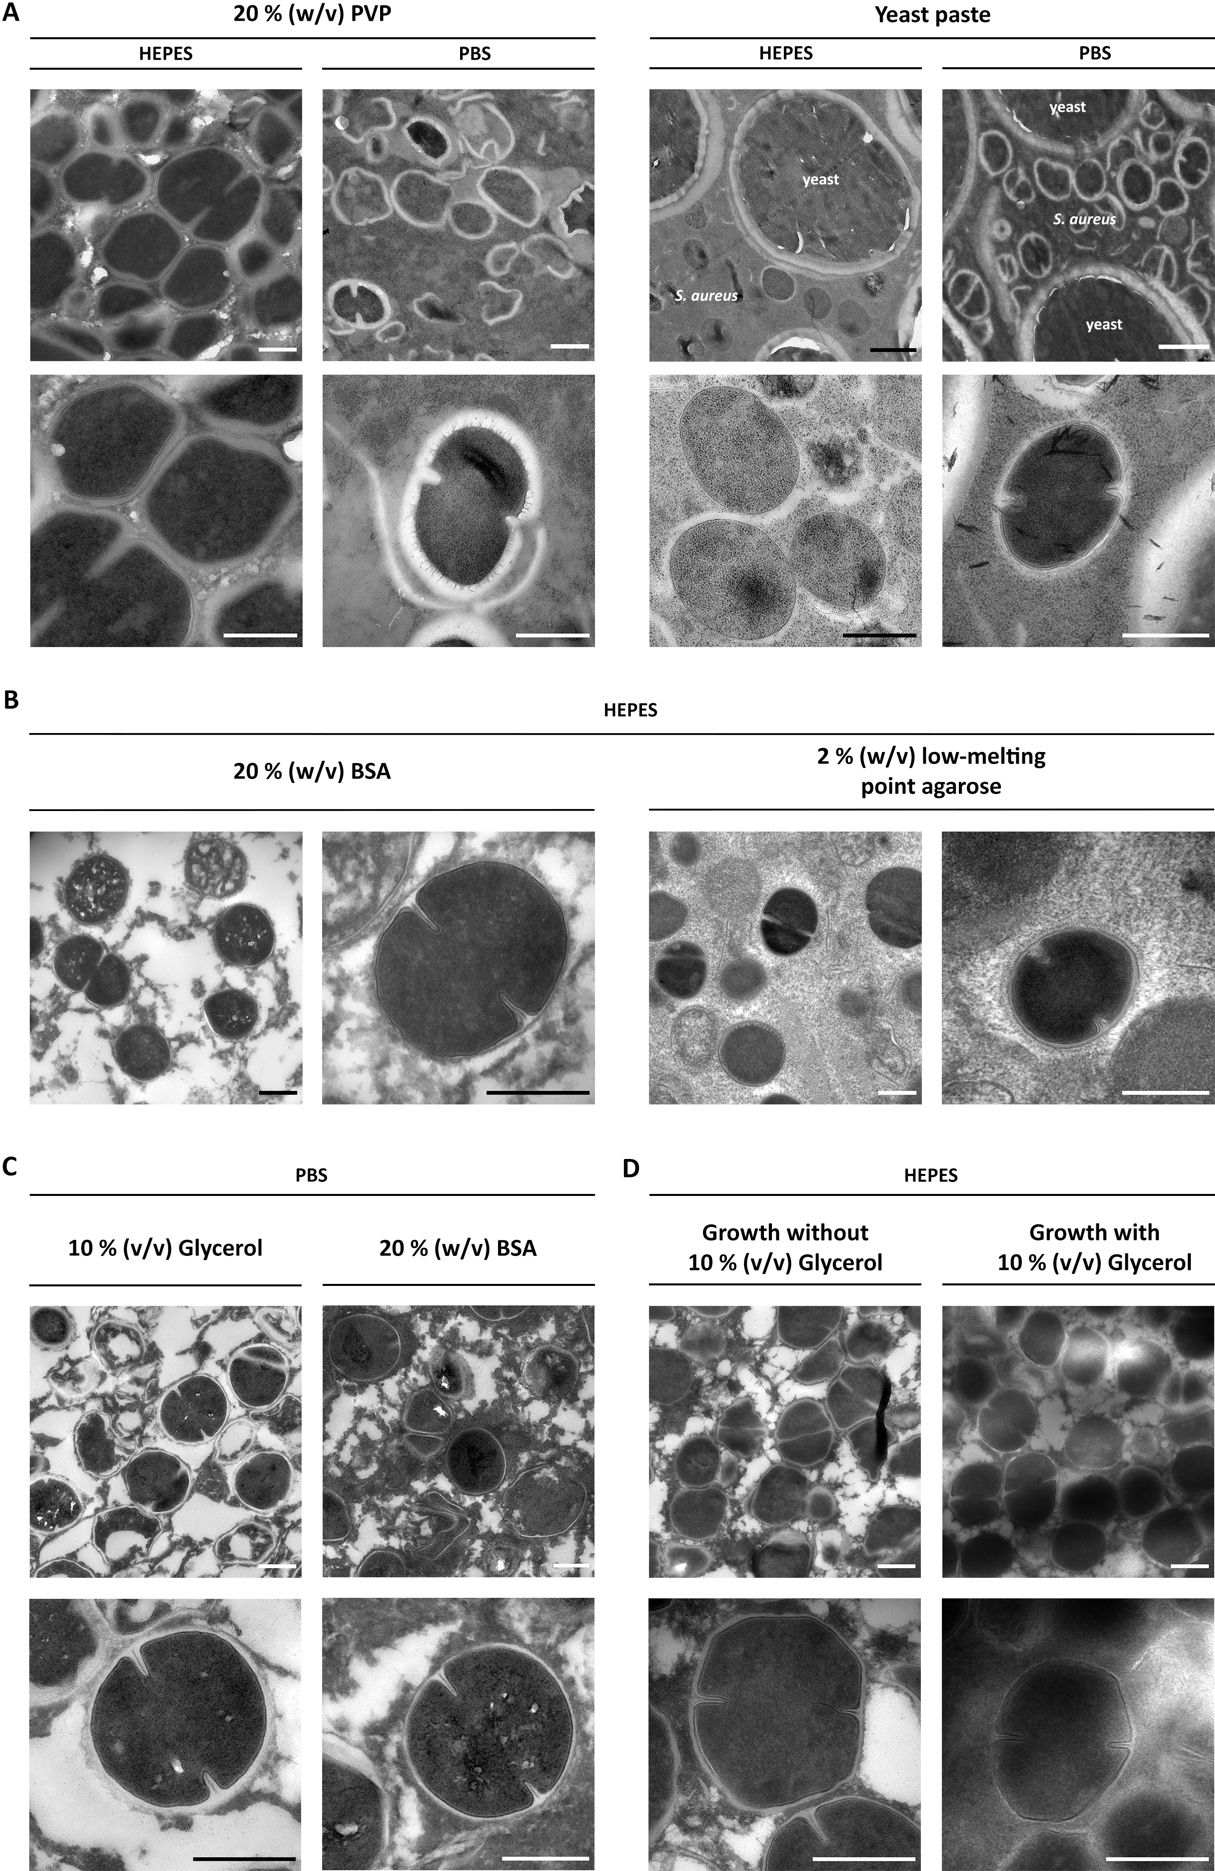 A
20 % (w/v) PVP
Yeast paste
HEPES
PBS
HEPES
PBS
yeast
S. aureus
yeast
S. aureus
yeast
B
HEPES
20 % (w/v) BSA
2 % (w/v) low-melting
point agarose
C
PBS
D
HEPES
10 % (v/v) Glycerol
20 % (w/v) BSA
Growth without
10 % (v/v) Glycerol
Growth with
10 % (v/v) Glycerol